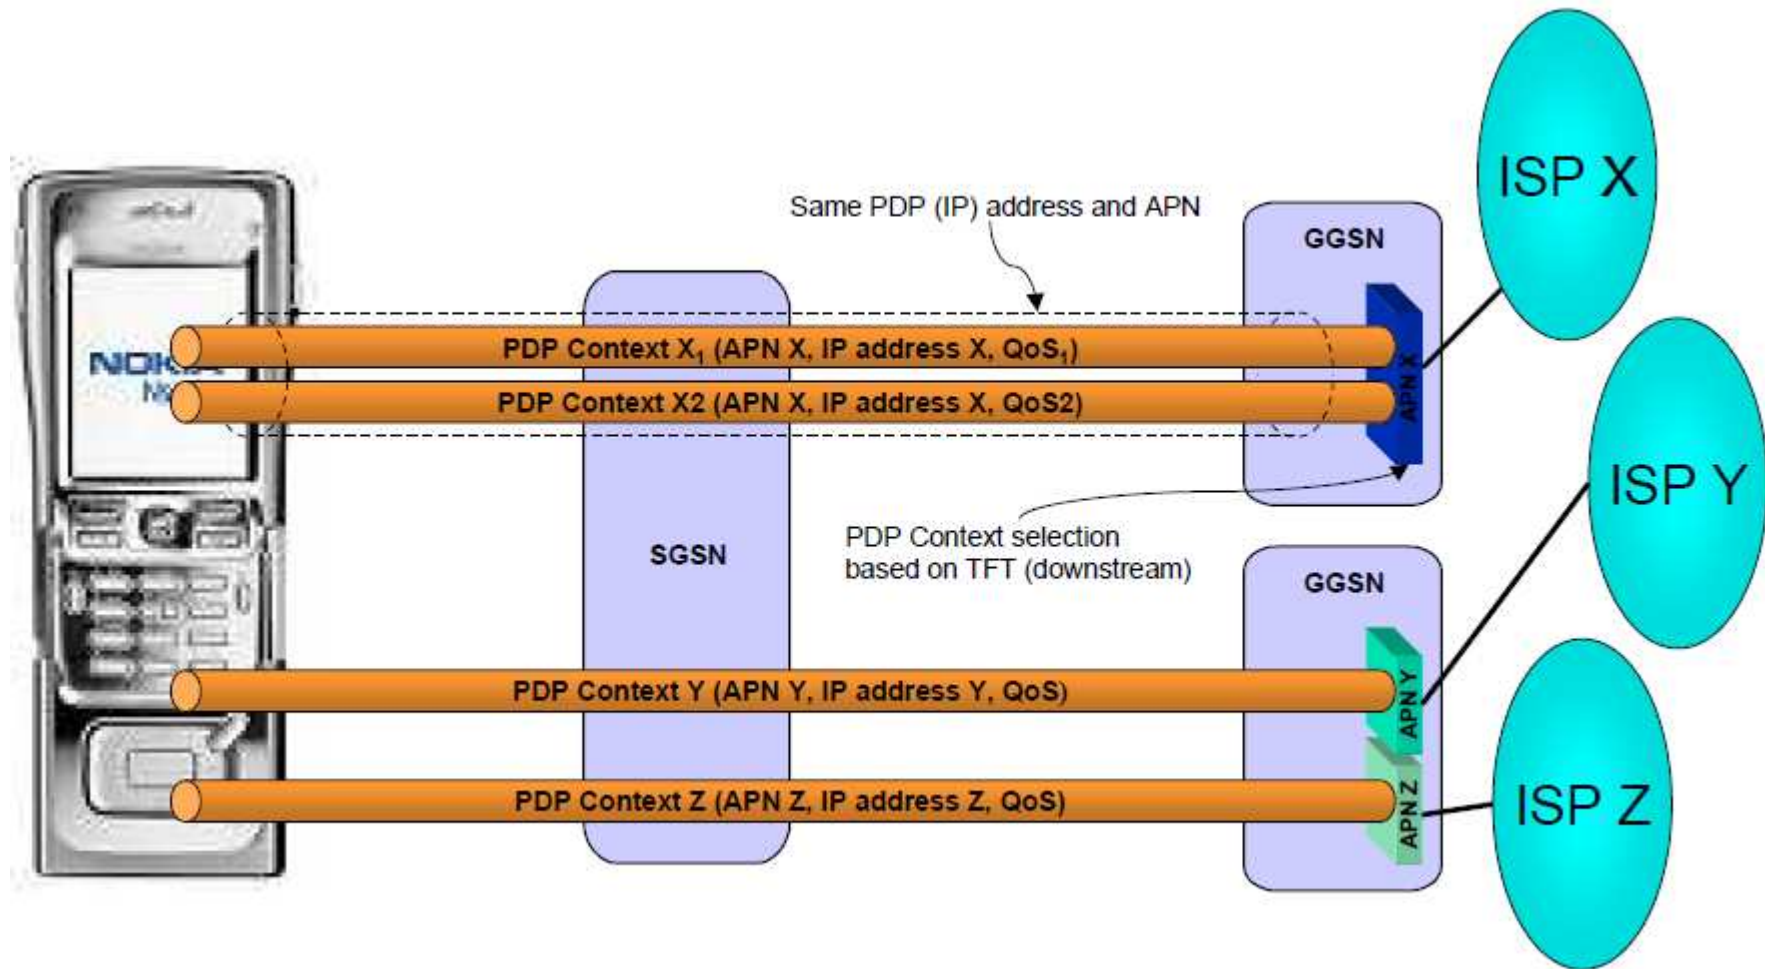 ISP X
Same PDP (IP) address and APN
GGSN
PDP Context X₁ (APN X, IP address X, QoS₁)
APN X
NOKIA
PDP Context X2 (APN X, IP address X, QoS2)
ISP Y
PDP Context selection
based on TFT (downstream)
SGSN
GGSN
PDP Context Y (APN Y, IP address Y, QoS)
APN Y
PDP Context Z (APN Z, IP address Z, QoS)
APN Z
ISP Z